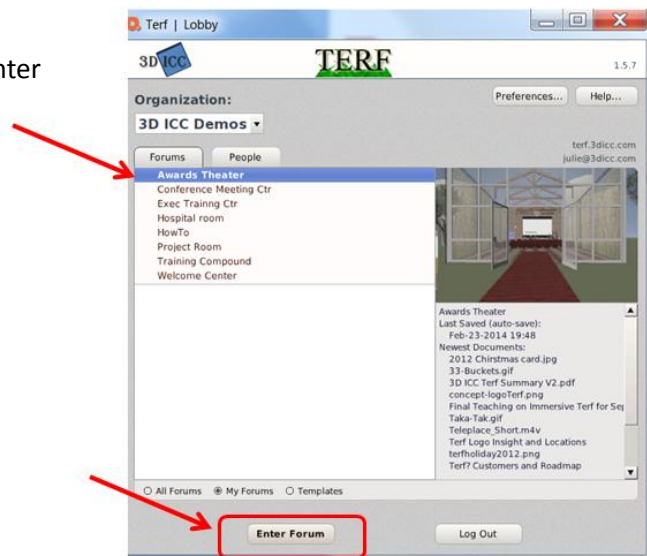 Terf | Lobby
nter
3D ICC
TERF
1.5.7
Organization:
Preferences...
Help...
3D ICC Demos
terf.3dicc.com
julie@3dicc.com
Forums
People
Awards Theater
Conference Meeting Ctr
Exec Trainng Ctr
Hospital room
HowTo
Project Room
Training Compound
Welcome Center
Awards Theater
Last Saved (auto-save):
Feb-23-2014 19:48
Newest Documents:
2012 Chirstmas card.jpg
33-Buckets.gif
3D ICC Terf Summary V2.pdf
concept-logoTerf.png
Final Teaching on Immersive Terf for Sep
Taka-Tak.gif
Teleplace_Short.m4v
Terf Logo Insight and Locations
terfholiday2012.png
Terf? Customers and Roadmap
All Forums
My Forums
Templates
Enter Forum
Log Out